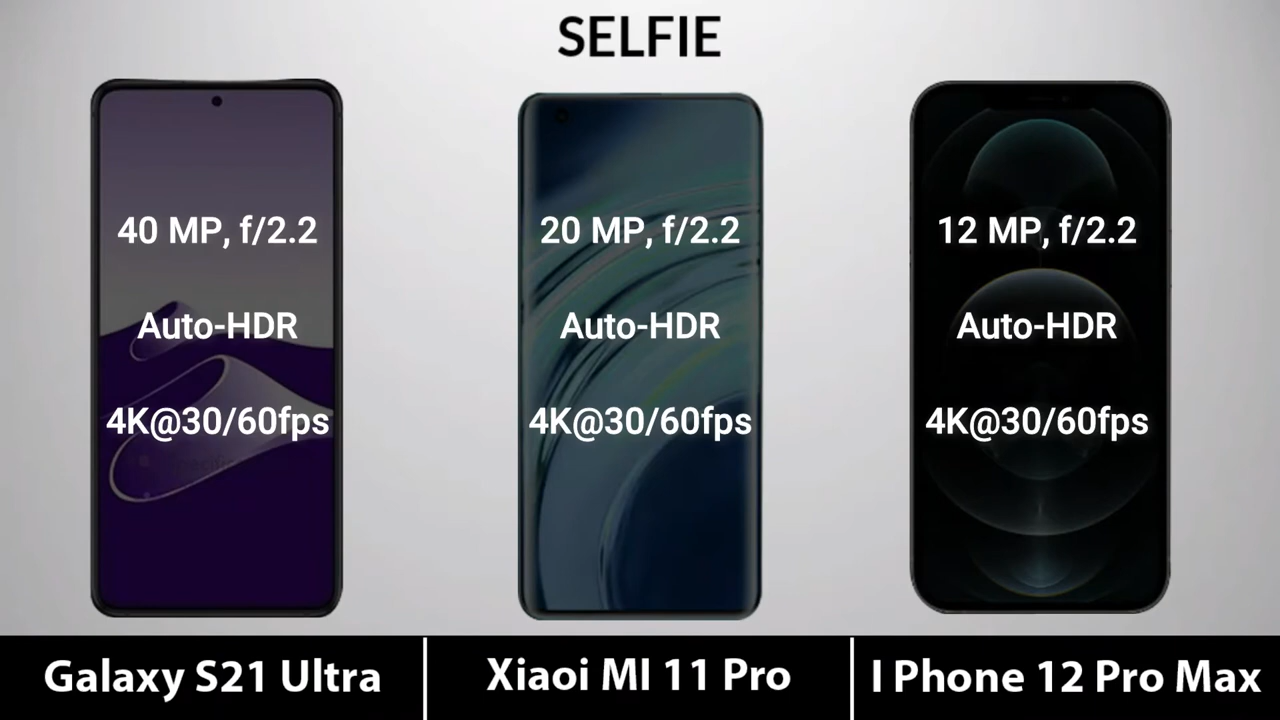 SELFIE
40 MP, f/2.2
Auto-HDR
4K@30/60fps
20 MP, f/2.2
Auto-HDR
4K@30/60fps
12 MP, f/2.2
Auto-HDR
4K@30/60fps
Galaxy S21 Ultra
Xiaoi MI 11 Pro
I Phone 12 Pro Max